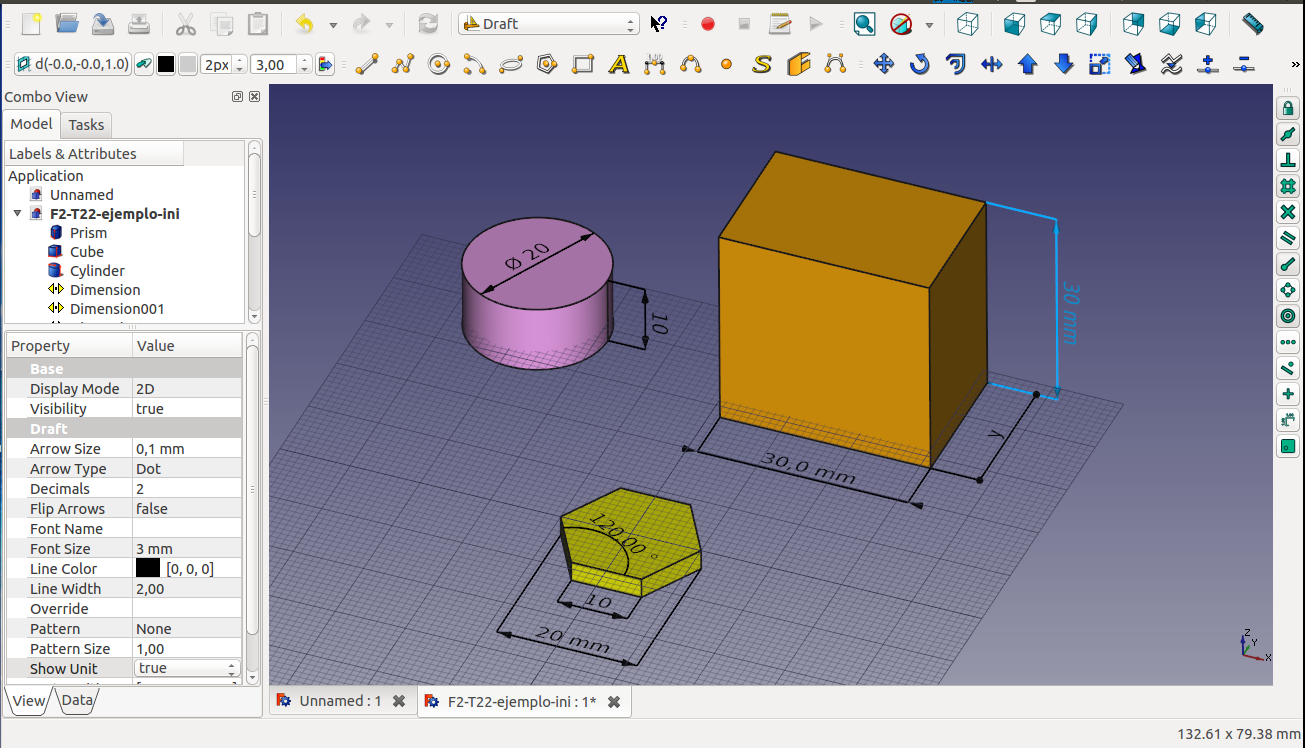 Draft
d(-0.0,-0.0,1.0)
2px
3,00
»
Combo View
Model
Tasks
Labels & Attributes
Application
Unnamed
F2-T22-ejemplo-ini
Prism
Cube
Cylinder
Dimension
Dimension001
Property Value
Base
Display Mode 2D
Visibility true
Draft
Arrow Size 0,1 mm
Arrow Type Dot
Decimals 2
Flip Arrows false
Font Name
Font Size 3 mm
Line Color [0, 0, 0]
Line Width 2,00
Override
Pattern None
Pattern Size 1,00
Show Unit true
View
Data
Ø 20
10
30 mm
30,0 mm
y
120,00 °
10
20 mm
Z
Y
X
Unnamed : 1
F2-T22-ejemplo-ini : 1*
132.61 x 79.38 mm